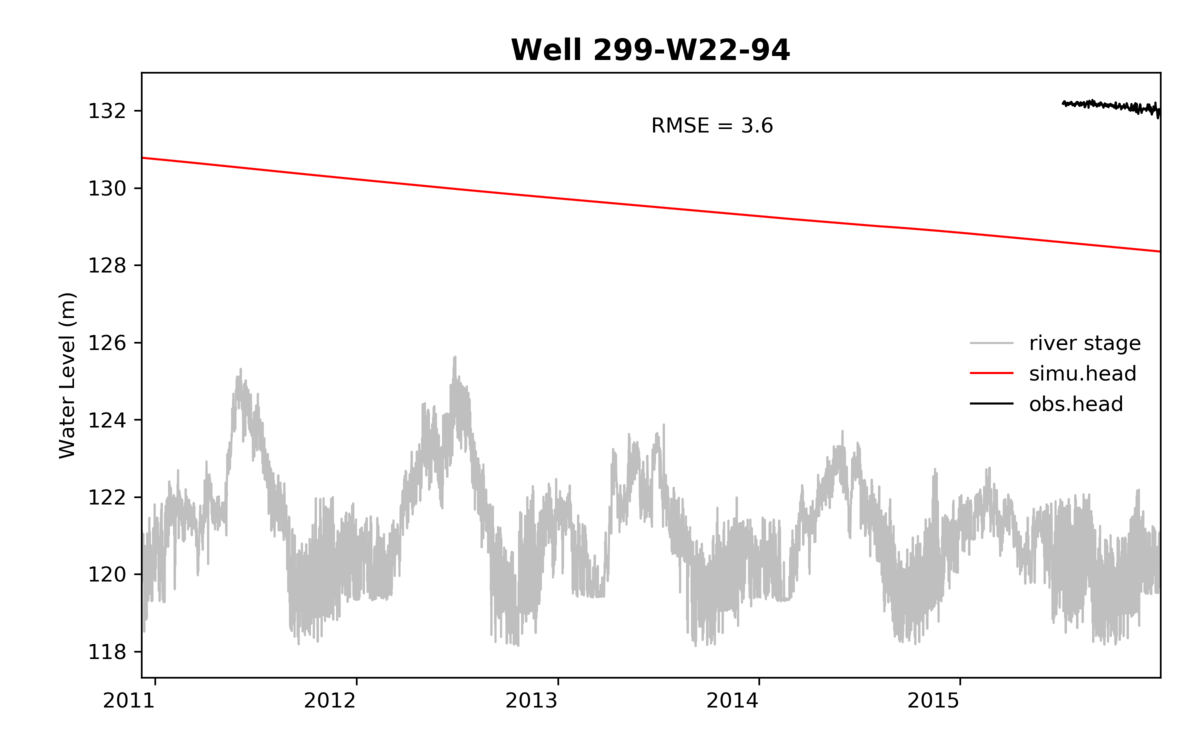 Well 299-W22-94
RMSE = 3.6
Water Level (m)
132
130
128
126
124
122
120
118
river stage
simu.head
obs.head
2011 2012 2013 2014 2015